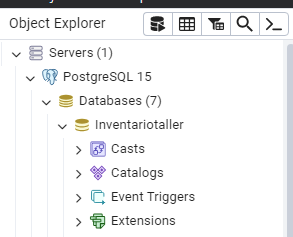 Object Explorer
Servers (1)
PostgreSQL 15
Databases (7)
Inventariotaller
Casts
Catalogs
Event Triggers
Extensions